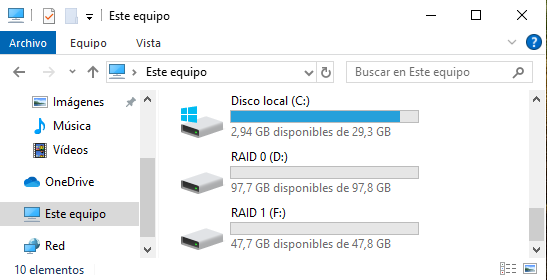 Este equipo
Archivo Equipo Vista
Este equipo Buscar en Este equipo
Imágenes
Música
Vídeos
OneDrive
Este equipo
Red
Disco local (C:)
2,94 GB disponibles de 29,3 GB
RAID 0 (D:)
97,7 GB disponibles de 97,8 GB
RAID 1 (F:)
47,7 GB disponibles de 47,8 GB
10 elementos